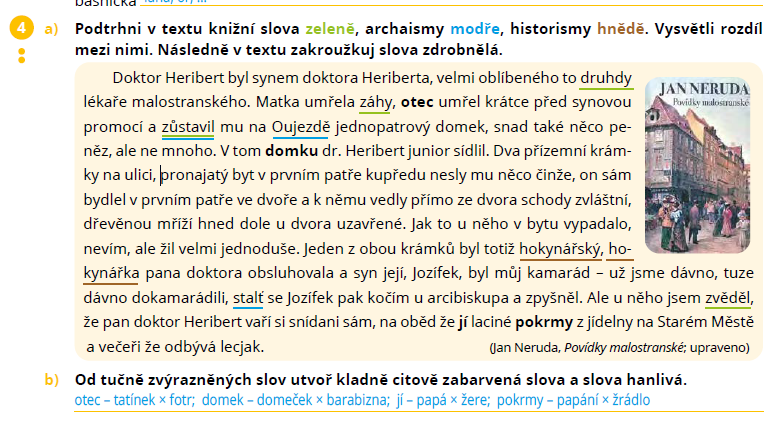 básnička
4 a) Podtrhni v textu knižní slova zeleně, archaismy modře, historismy hnědě. Vysvětli rozdíl
mezi nimi. Následně v textu zakroužkuj slova zdrobnělá.
Doktor Heribert byl synem doktora Heriberta, velmi oblíbeného to druhdy
lékaře malostranského. Matka umřela záhy, otec umřel krátce před synovou
promocí a zůstavil mu na Oujezdě jednopatrový domek, snad také něco pe-
něz, ale ne mnoho. V tom domku dr. Heribert junior sídlil. Dva přízemní krám-
ky na ulici, pronajatý byt v prvním patře kupředu nesly mu něco činže, on sám
bydlel v prvním patře ve dvoře a k němu vedly přímo ze dvora schody zvláštní,
dřevěnou mříží hned dole u dvora uzavřené. Jak to u něho v bytu vypadalo,
nevím, ale žil velmi jednoduše. Jeden z obou krámků byl totiž hokynářský, ho-
kynářka pana doktora obsluhovala a syn její, Jozífek, byl můj kamarád – už jsme dávno, tuze
dávno dokamarádili, stalť se Jozífek pak kočím u arcibiskupa a zpyšněl. Ale u něho jsem zvěděl,
že pan doktor Heribert vaří si snídani sám, na oběd že jí laciné pokrmy z jídelny na Starém Městě
a večeři že odbývá lecjak.
(Jan Neruda, Povídky malostranské; upraveno)
JAN NERUDA
Povídky malostranské
b) Od tučně zvýrazněných slov utvoř kladně citově zabarvená slova a slova hanlivá.
otec – tatínek × fotr; domek – domeček × barabizna; jí – papá × žere; pokrmy – papání × žrádlo